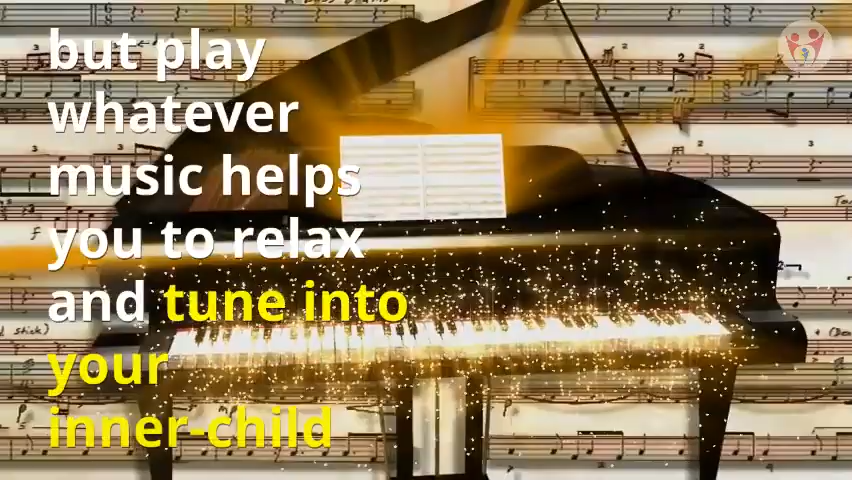 but play
whatever
music helps
you to relax
and tune into
your
inner-child